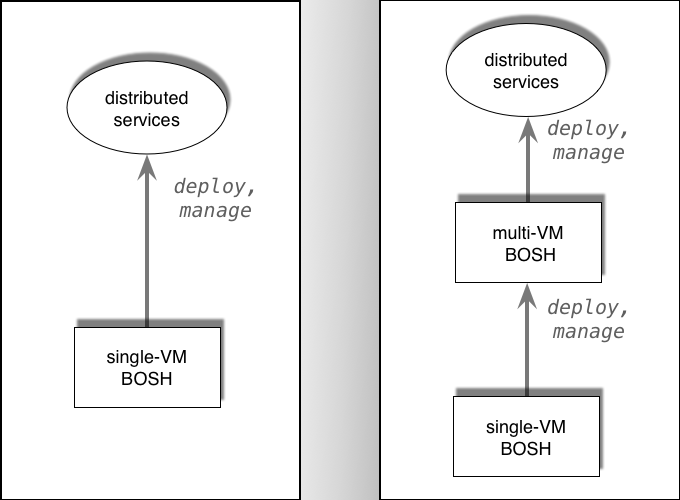 distributed
services
deploy,
manage
single-VM
BOSH
distributed
services
deploy,
manage
multi-VM
BOSH
deploy,
manage
single-VM
BOSH